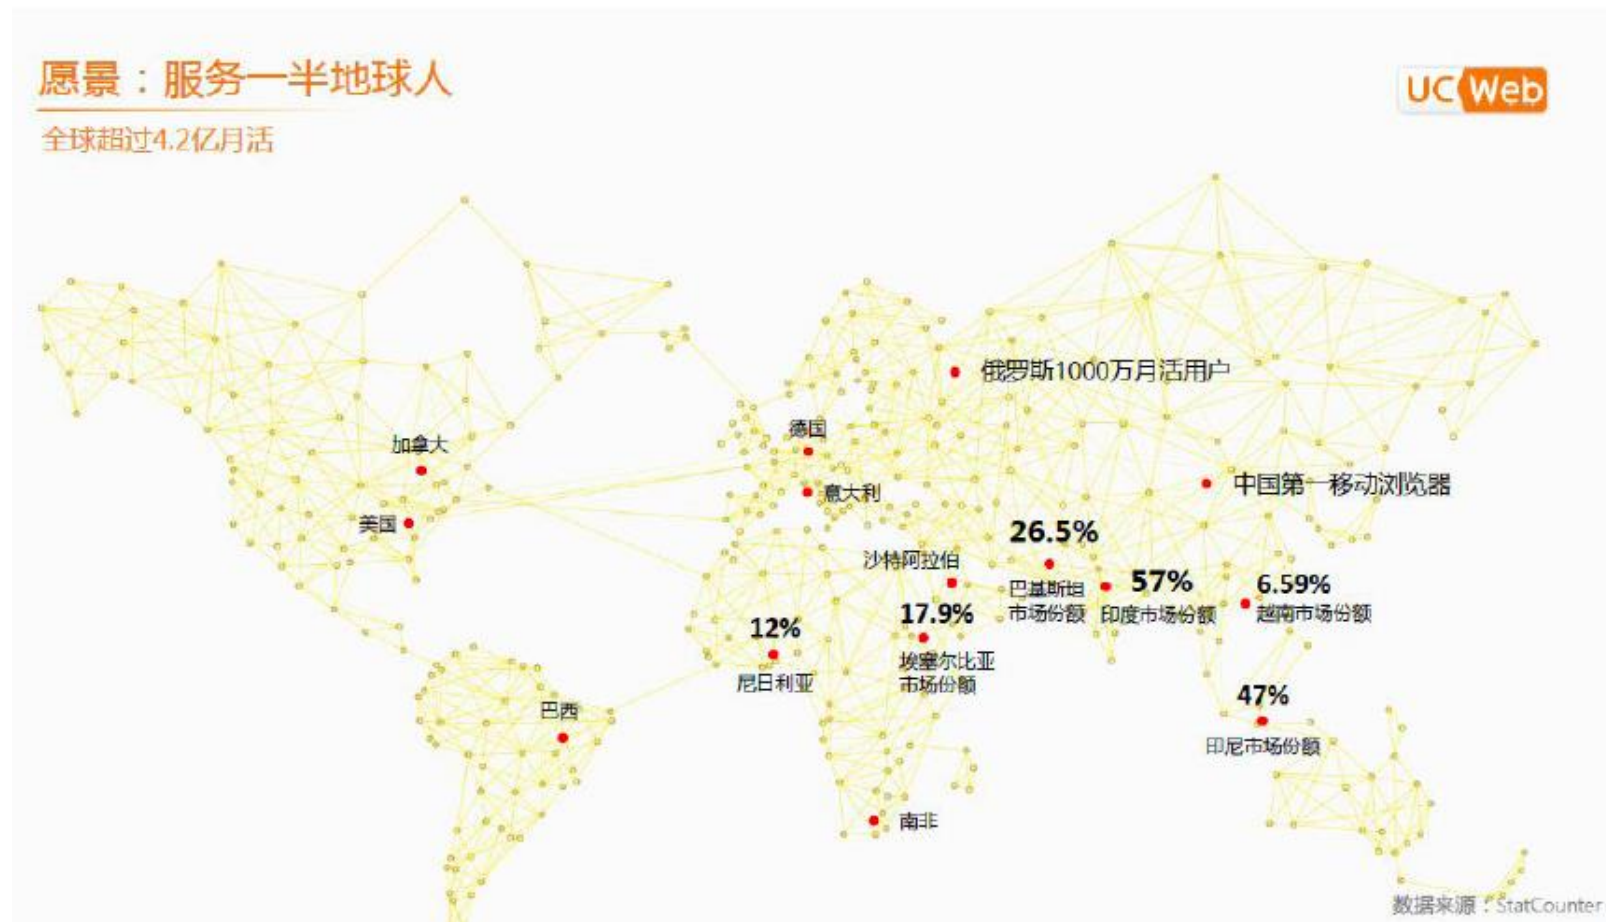 愿景：服务一半地球人
UC Web
全球超过4.2亿月活
俄罗斯1000万月活用户
德国
加拿大
意大利
中国第一移动浏览器
美国
26.5%
沙特阿拉伯
巴基斯坦
市场份额
57%
印度市场份额
6.59%
越南市场份额
17.9%
埃塞尔比亚
市场份额
12%
尼日利亚
47%
印尼市场份额
巴西
南非
数据来源：StatCounter